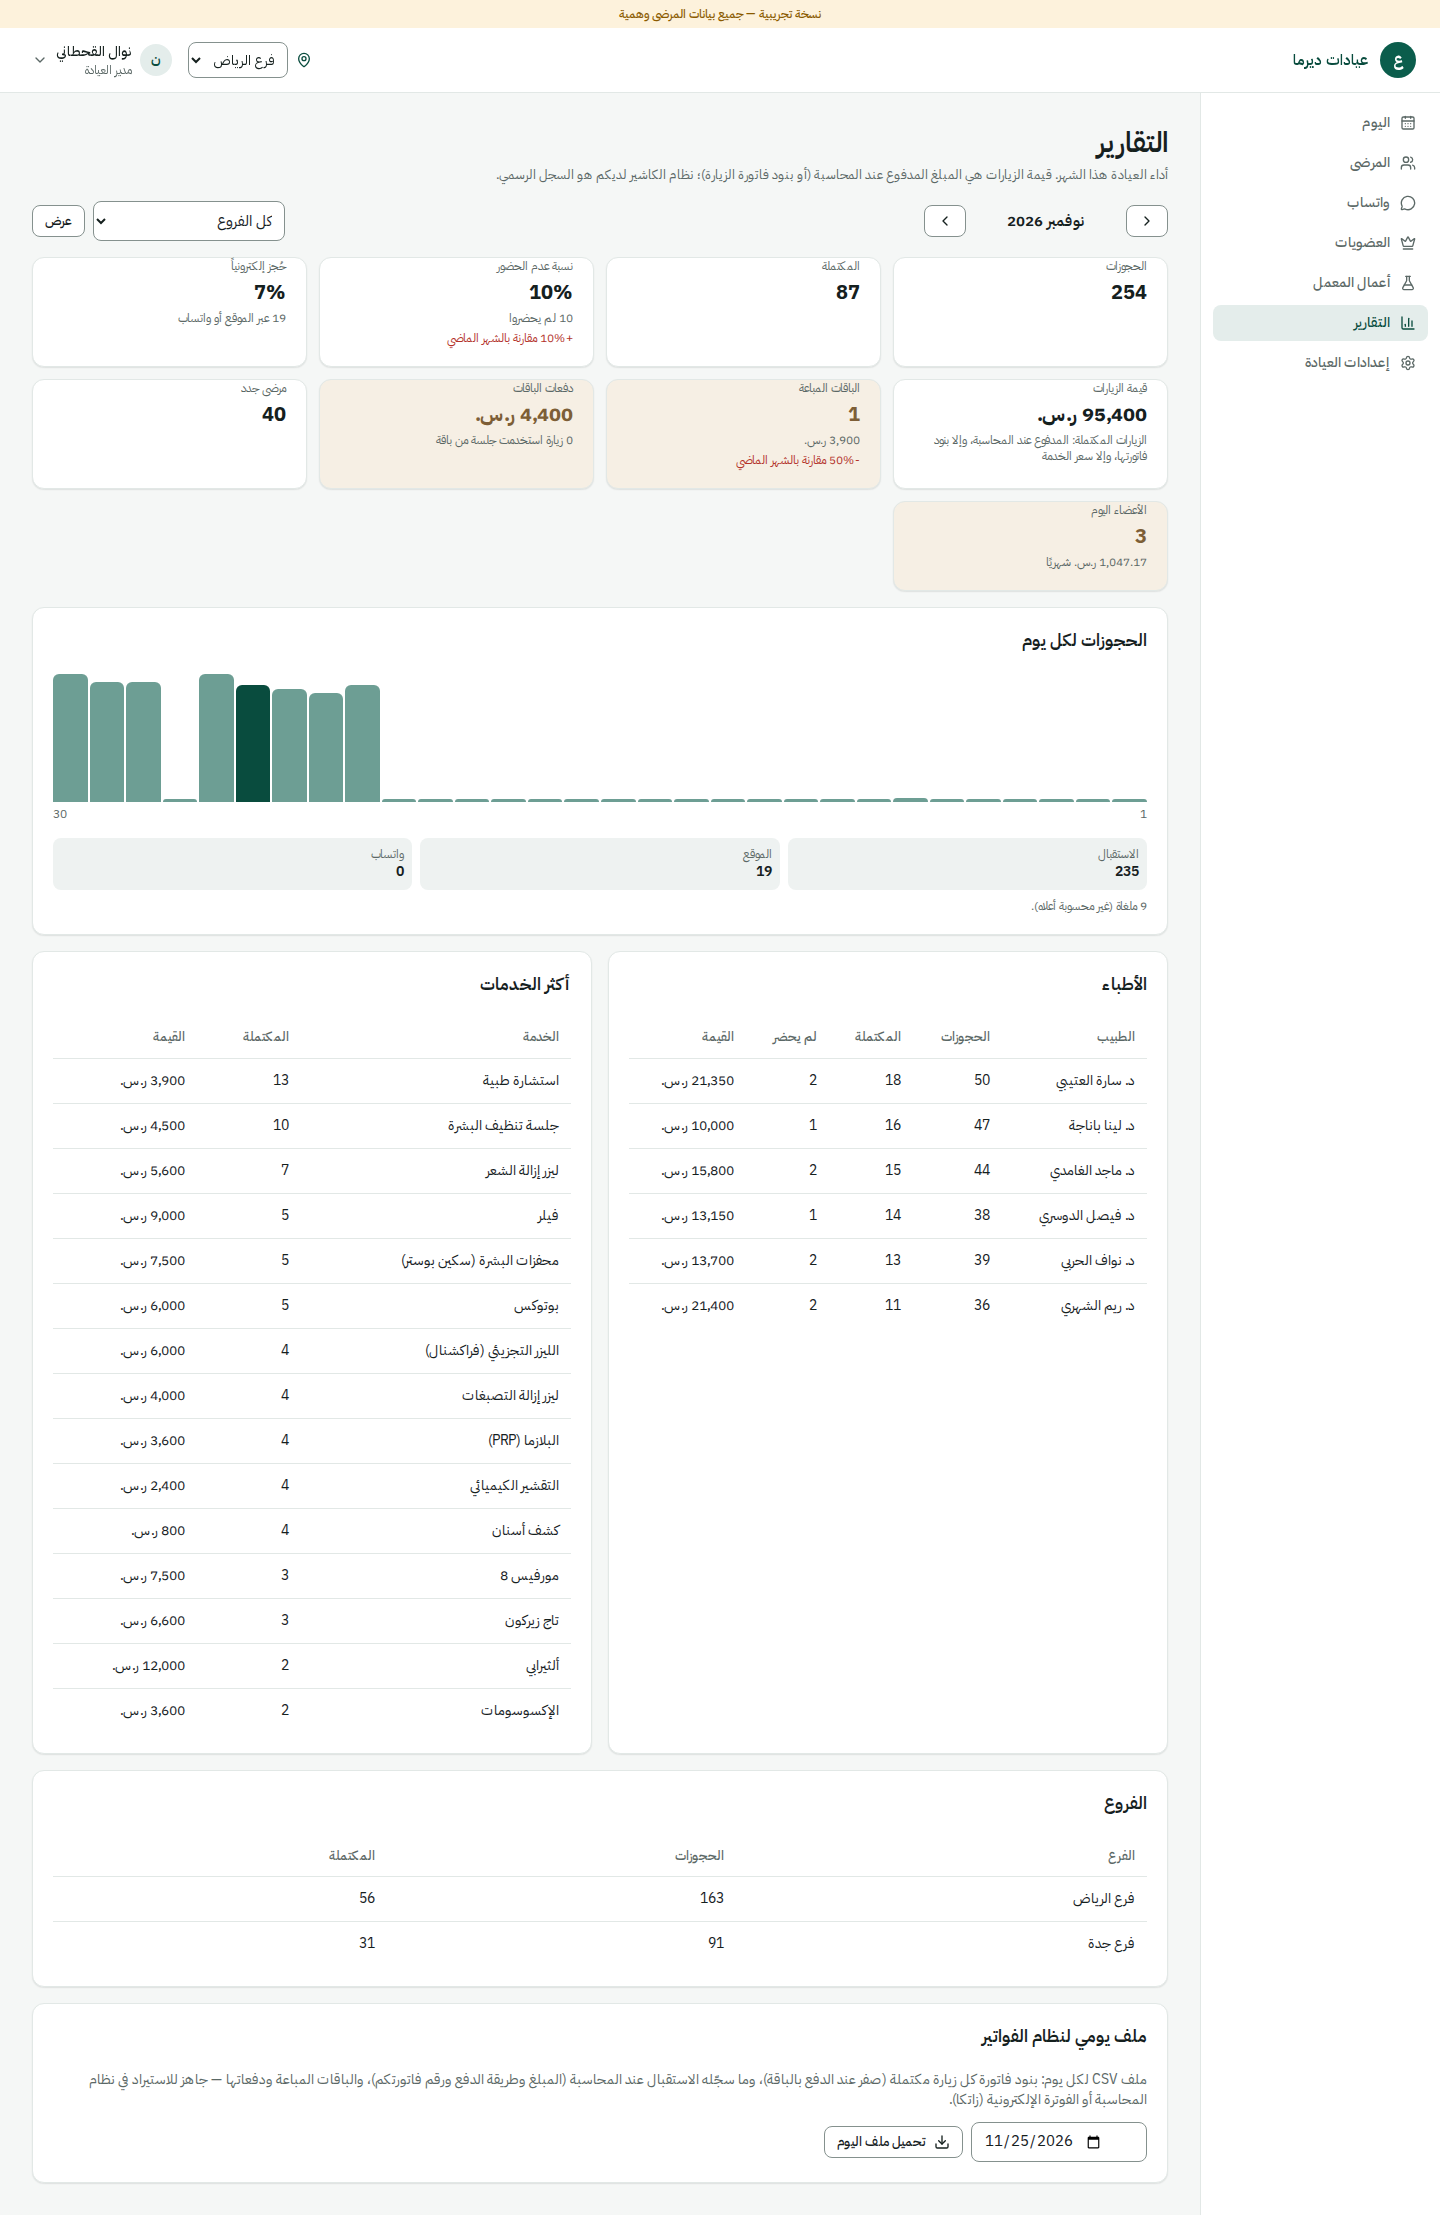 نسخة تجريبية — جميع بيانات المرضى وهمية
ع
عيادات ديرما
فرع الرياض
ن
نوال القحطاني
مدير العيادة
اليوم
المرضى
واتساب
العضويات
أعمال المعمل
التقارير
إعدادات العيادة
التقارير
أداء العيادة هذا الشهر. قيمة الزيارات هي المبلغ المدفوع عند المحاسبة (أو بنود فاتورة الزيارة)؛ نظام الكاشير لديكم هو السجل الرسمي.
نوفمبر 2026
كل الفروع
عرض
الحجوزات
254
المكتملة
87
نسبة عدم الحضور
10%
10 لم يحضروا
+10% مقارنة بالشهر الماضي
حُجز إلكترونياً
7%
19 عبر الموقع أو واتساب
قيمة الزيارات
95,400 ر.س.
الزيارات المكتملة: المدفوع عند المحاسبة، وإلا بنود
فاتورتها، وإلا سعر الخدمة
الباقات المباعة
1
3,900 ر.س.
-50% مقارنة بالشهر الماضي
دفعات الباقات
4,400 ر.س.
0 زيارة استخدمت جلسة من باقة
مرضى جدد
40
الأعضاء اليوم
3
1,047.17 ر.س. شهريًا
الحجوزات لكل يوم
1
30
الاستقبال
235
الموقع
19
واتساب
0
9 ملغاة (غير محسوبة أعلاه).
الأطباء
الطبيب الحجوزات المكتملة لم يحضر القيمة
د. سارة العتيبي 50 18 2 21,350 ر.س.
د. لينا باناجة 47 16 1 10,000 ر.س.
د. ماجد الغامدي 44 15 2 15,800 ر.س.
د. فيصل الدوسري 38 14 1 13,150 ر.س.
د. نواف الحربي 39 13 2 13,700 ر.س.
د. ريم الشهري 36 11 2 21,400 ر.س.
أكثر الخدمات
الخدمة المكتملة القيمة
استشارة طبية 13 3,900 ر.س.
جلسة تنظيف البشرة 10 4,500 ر.س.
ليزر إزالة الشعر 7 5,600 ر.س.
فيلر 5 9,000 ر.س.
محفزات البشرة (سكين بوستر) 5 7,500 ر.س.
بوتوكس 5 6,000 ر.س.
الليزر التجزيئي (فراكشنال) 4 6,000 ر.س.
ليزر إزالة التصبغات 4 4,000 ر.س.
البلازما (PRP) 4 3,600 ر.س.
التقشير الكيميائي 4 2,400 ر.س.
كشف أسنان 4 800 ر.س.
مورفيس 8 3 7,500 ر.س.
تاج زيركون 3 6,600 ر.س.
ألثيرابي 2 12,000 ر.س.
الإكسوسومات 2 3,600 ر.س.
الفروع
الفرع الحجوزات المكتملة
فرع الرياض 163 56
فرع جدة 91 31
ملف يومي لنظام الفواتير
ملف CSV لكل يوم: بنود فاتورة كل زيارة مكتملة (صفر عند الدفع بالباقة)، وما سجّله الاستقبال عند المحاسبة (المبلغ وطريقة الدفع ورقم فاتورتكم)، والباقات المباعة ودفعاتها — جاهز للاستيراد في نظام
المحاسبة أو الفوترة الإلكترونية (زاتكا).
11/25/2026
تحميل ملف اليوم